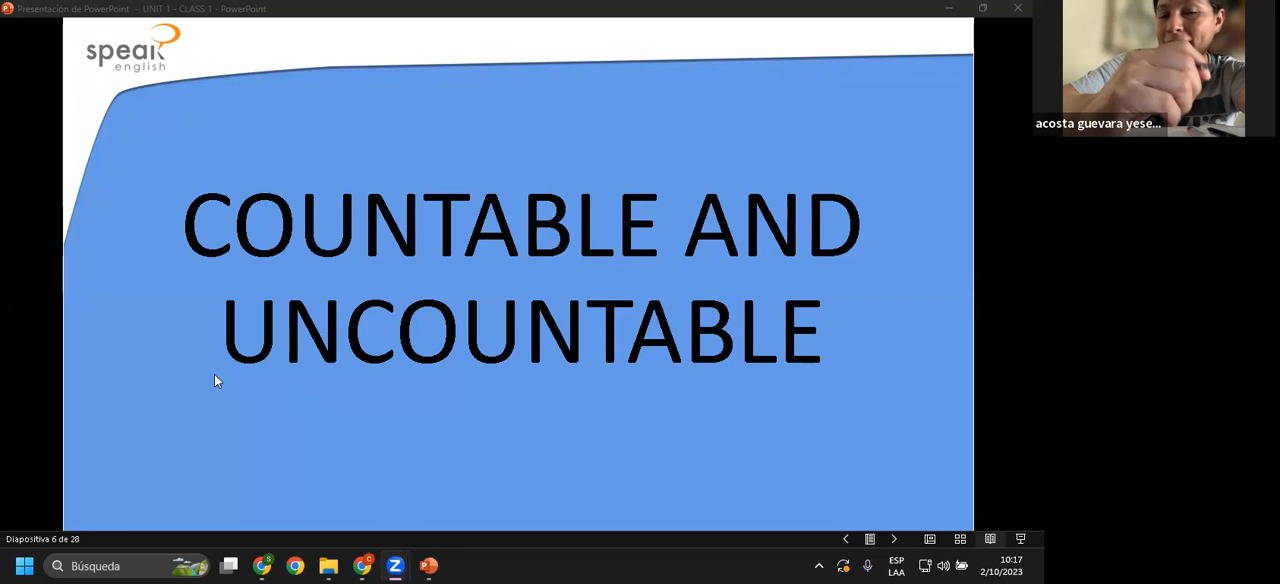 Presentación de PowerPoint - UNIT 1 - CLASS 1 - PowerPoint
speak
english
acosta guevara yese...
COUNTABLE AND
UNCOUNTABLE
Diapositiva 6 de 28
Búsqueda
ESP
LAA
10:17
2/10/2023